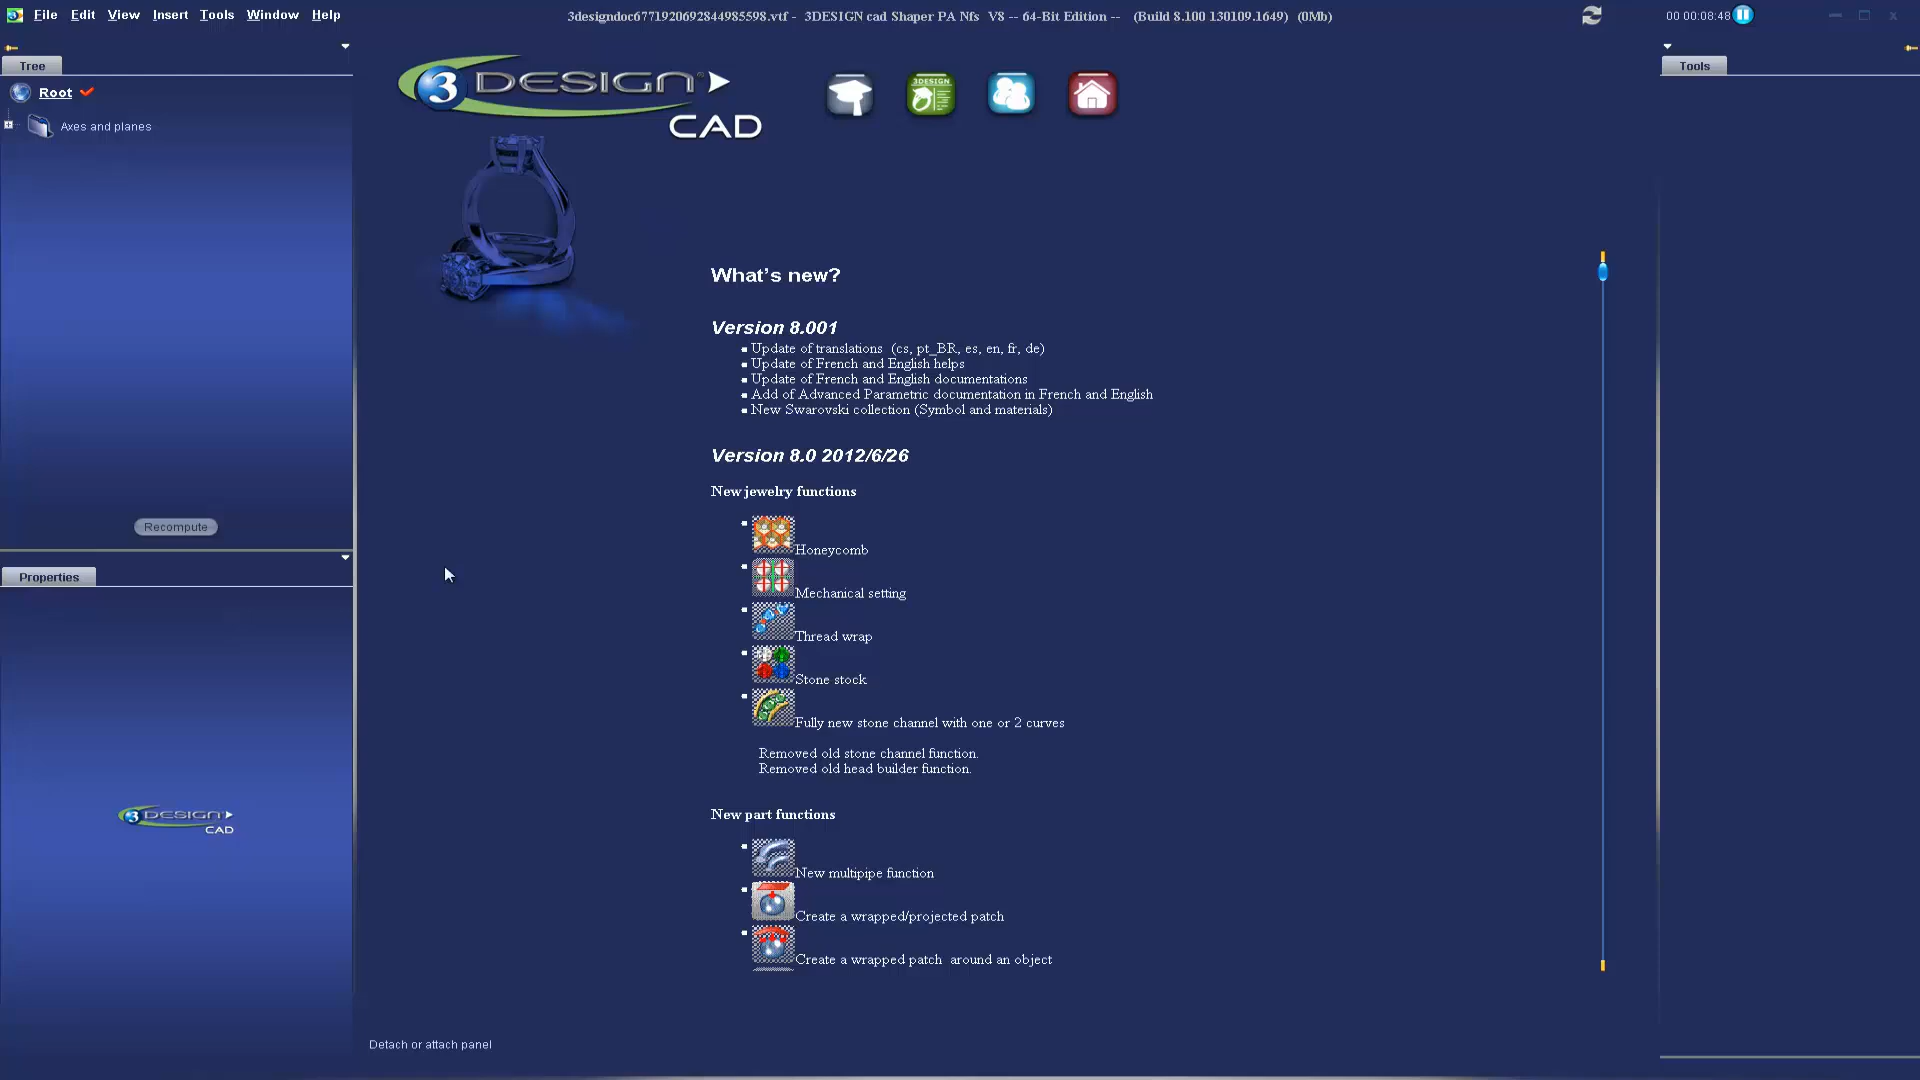 File Edit View Insert Tools Window Help
3designdoc6771920692844985598.vtf - 3DESIGN cad Shaper PA Nfs V8 -- 64-Bit Edition -- (Build 8.100 130109.1649) (0Mb)
00 00:08:48
Tree
Tools
Root
Axes and planes
3DESIGN
CAD
3DESIGN
What's new?
Version 8.001
Update of translations (cs, pt_BR, es, en, fr, de)
Update of French and English helps
Update of French and English documentations
Add of Advanced Parametric documentation in French and English
New Swarovski collection (Symbol and materials)
Version 8.0 2012/6/26
New jewelry functions
Honeycomb
Mechanical setting
Thread wrap
Stone stock
Fully new stone channel with one or 2 curves
Removed old stone channel function.
Removed old head builder function.
New part functions
New multipipe function
Create a wrapped/projected patch
Create a wrapped patch around an object
Recompute
Properties
3DESIGN
CAD
Detach or attach panel